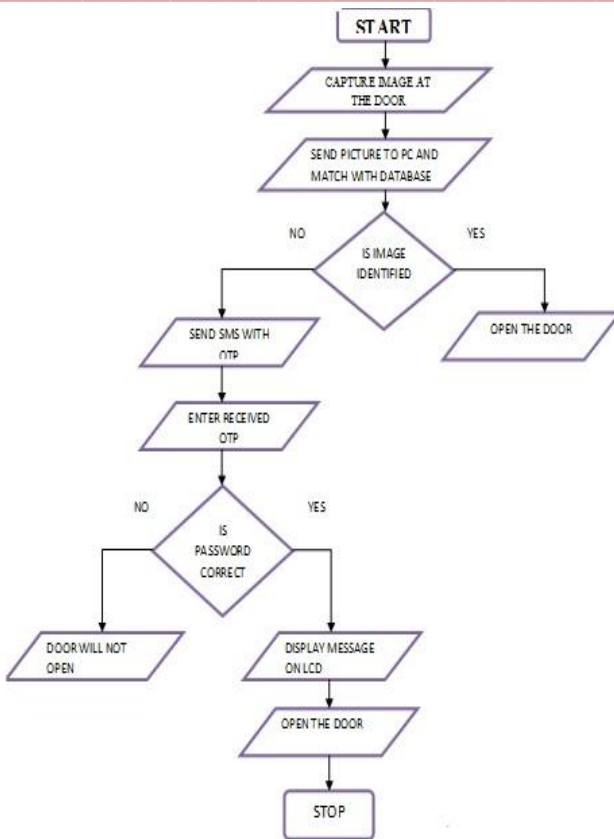 START
CAPTURE IMAGE AT
THE DOOR
SEND PICTURE TO PC AND
MATCH WITH DATABASE
NO
YES
IS IMAGE
IDENTIFIED
SEND SMS WITH
OTP
OPEN THE DOOR
ENTER RECEIVED
OTP
NO
YES
IS
PASSWORD
CORRECT
DOOR WILL NOT
OPEN
DISPLAY MESSAGE
ON LCD
OPEN THE DOOR
STOP